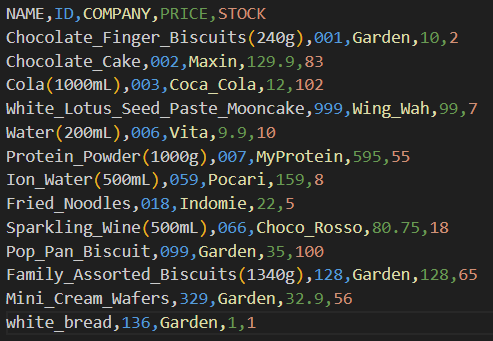 NAME,ID,COMPANY,PRICE,STOCK
Chocolate_Finger_Biscuits(240g),001,Garden,10,2
Chocolate_Cake,002,Maxin,129.9,83
Cola(1000mL),003,Coca_Cola,12,102
White_Lotus_Seed_Paste_Mooncake,999,Wing_Wah,99,7
Water(200mL),006,Vita,9.9,10
Protein_Powder(1000g),007,MyProtein,595,55
Ion_Water(500mL),059,Pocari,159,8
Fried_Noodles,018,Indomie,22,5
Sparkling_Wine(500mL),066,Choco_Rosso,80.75,18
Pop_Pan_Biscuit,099,Garden,35,100
Family_Assorted_Biscuits(1340g),128,Garden,128,65
Mini_Cream_Wafers,329,Garden,32.9,56
white_bread,136,Garden,1,1